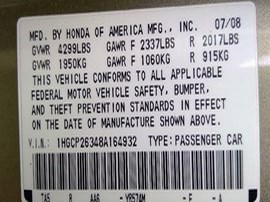 MFD. BY HONDA OF AMERICA MFG., INC. 07/08
GVWR 4299LBS GAWR F 2337LBS R 2017LBS
GVWR 1950KG GAWR F 1060KG R 915KG
THIS VEHICLE CONFORMS TO ALL APPLICABLE
FEDERAL MOTOR VEHICLE SAFETY, BUMPER,
AND THEFT PREVENTION STANDARDS IN EFFECT
ON THE DATE OF MANUFACTURE SHOWN ABOVE.
V.I.N.: 1HGCP26348A164932 TYPE: PASSENGER CAR